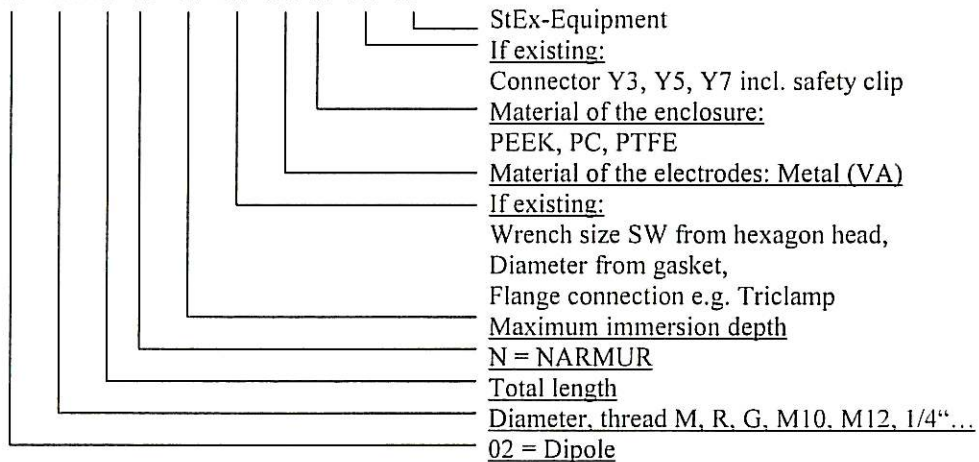 StEx-Equipment
If existing:
Connector Y3, Y5, Y7 incl. safety clip
Material of the enclosure:
PEEK, PC, PTFE
Material of the electrodes: Metal (VA)
If existing:
Wrench size SW from hexagon head,
Diameter from gasket,
Flange connection e.g. Triclamp
Maximum immersion depth
N = NARMUR
Total length
Diameter, thread M, R, G, M10, M12, 1/4“...
02 = Dipole